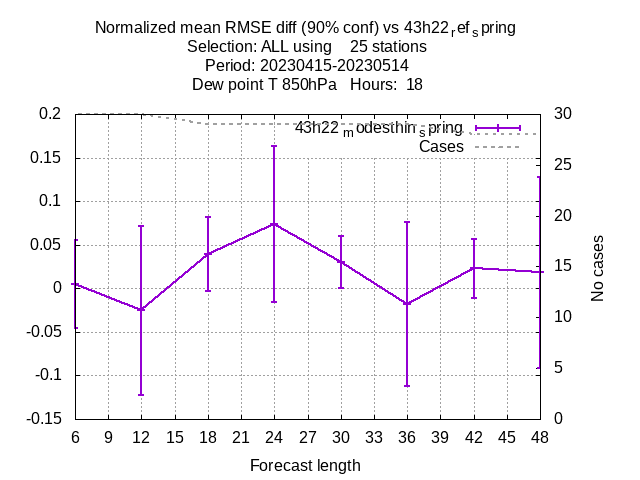 Normalized mean RMSE diff (90% conf) vs 43h22refspring
Selection: ALL using 25 stations
Period: 20230415-20230514
Dew point T 850hPa Hours: 18
43h22modesthinspring
Cases
0.2
0.15
0.1
0.05
0
-0.05
-0.1
-0.15
30
25
20
15
10
5
0
No cases
6 9 12 15 18 21 24 27 30 33 36 39 42 45 48
Forecast length